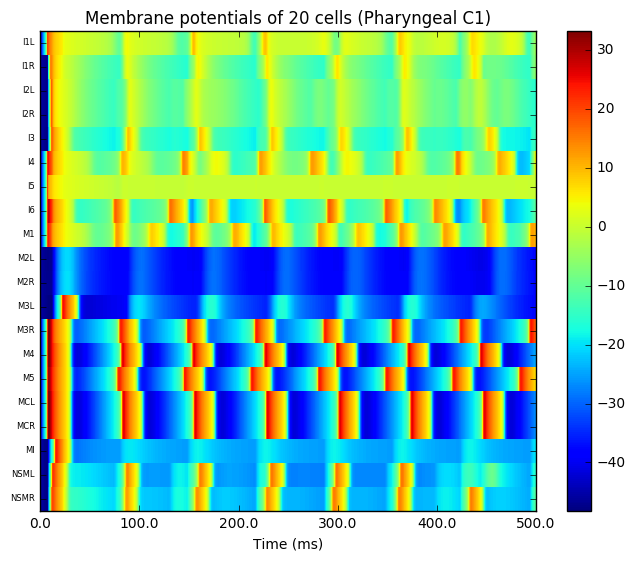 Membrane potentials of 20 cells (Pharyngeal C1)
I1L
I1R
I2L
I2R
I3
I4
I5
I6
M1
M2L
M2R
M3L
M3R
M4
M5
MCL
MCR
MI
NSML
NSMR
0.0 100.0 200.0 300.0 400.0 500.0
Time (ms)
30
20
10
0
−10
−20
−30
−40